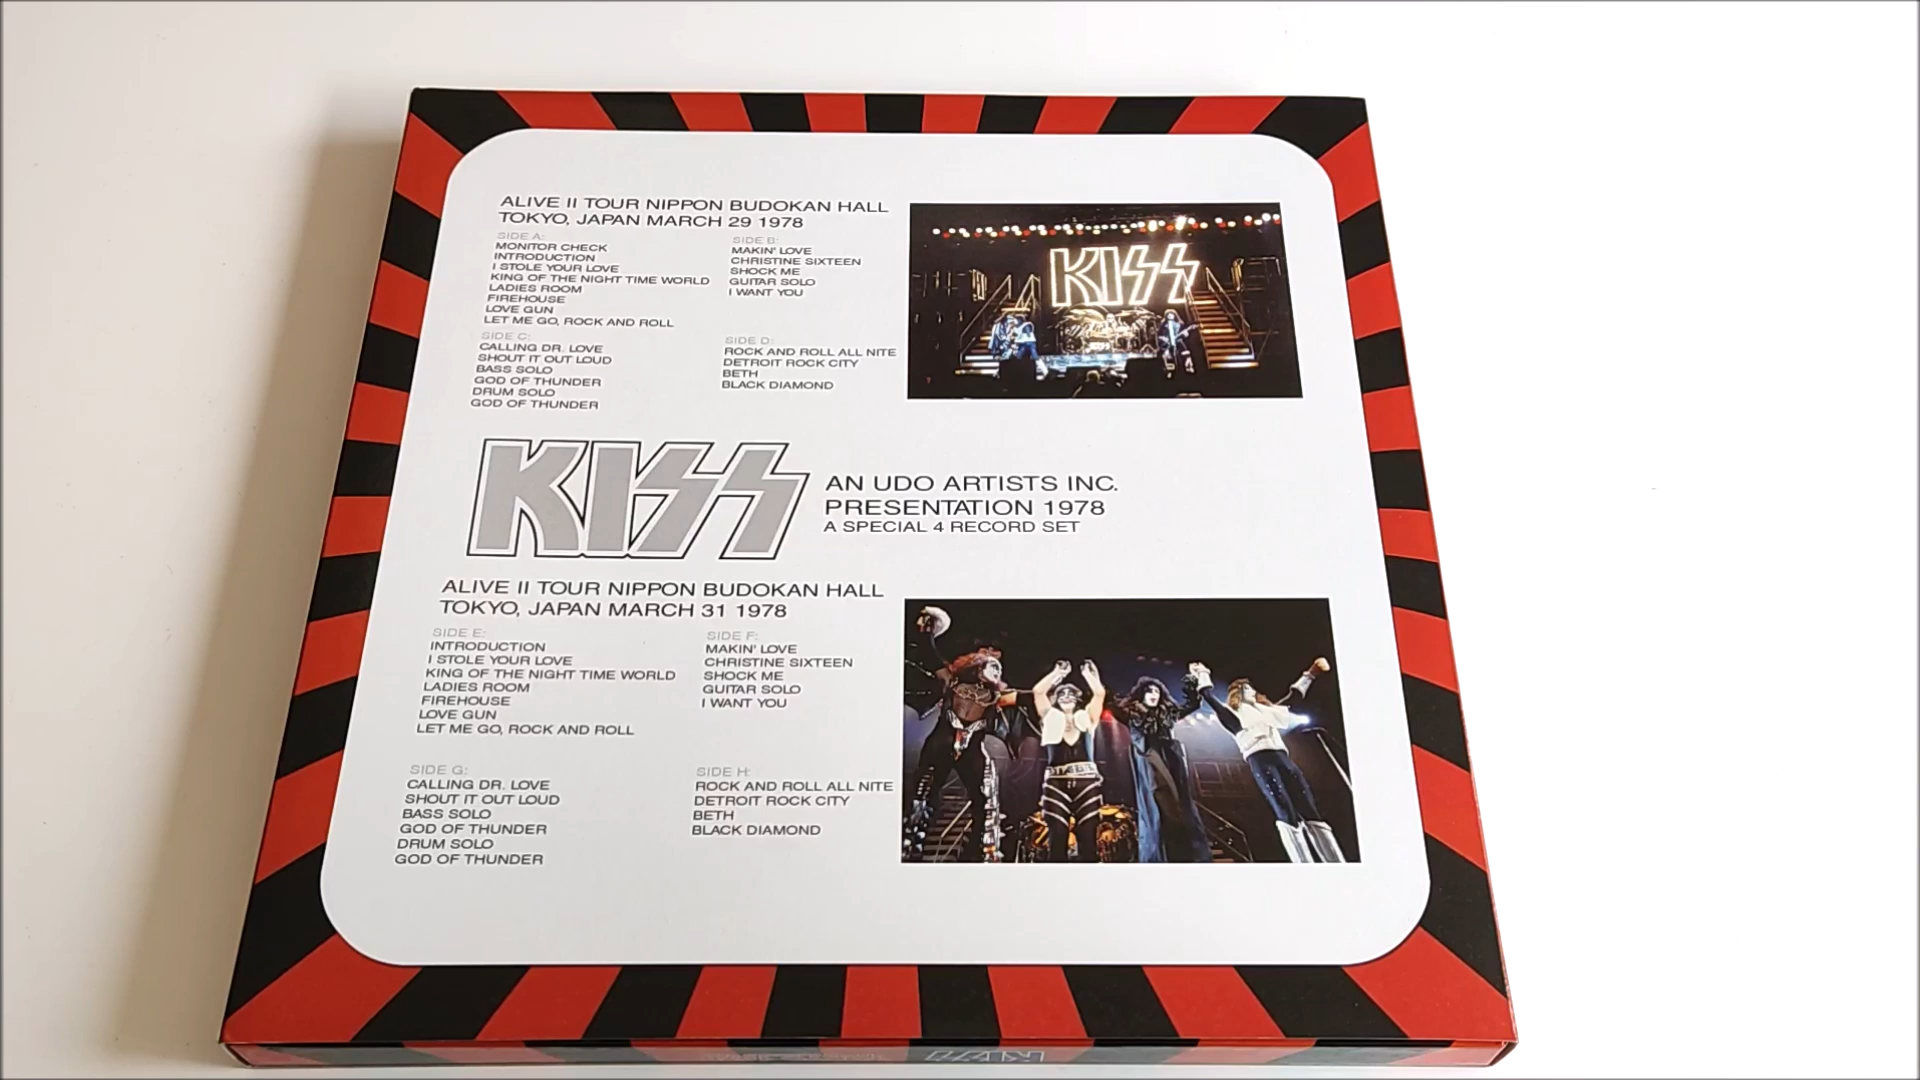 ALIVE II TOUR NIPPON BUDOKAN HALL
TOKYO, JAPAN MARCH 29 1978
SIDE A:
MONITOR CHECK
INTRODUCTION
I STOLE YOUR LOVE
KING OF THE NIGHT TIME WORLD
LADIES ROOM
FIREHOUSE
LOVE GUN
LET ME GO, ROCK AND ROLL
SIDE B:
MAKIN' LOVE
CHRISTINE SIXTEEN
SHOCK ME
GUITAR SOLO
I WANT YOU
SIDE C:
CALLING DR. LOVE
SHOUT IT OUT LOUD
BASS SOLO
GOD OF THUNDER
DRUM SOLO
GOD OF THUNDER
SIDE D:
ROCK AND ROLL ALL NITE
DETROIT ROCK CITY
BETH
BLACK DIAMOND
KISS
KISS
AN UDO ARTISTS INC.
PRESENTATION 1978
A SPECIAL 4 RECORD SET
ALIVE II TOUR NIPPON BUDOKAN HALL
TOKYO, JAPAN MARCH 31 1978
SIDE E:
INTRODUCTION
I STOLE YOUR LOVE
KING OF THE NIGHT TIME WORLD
LADIES ROOM
FIREHOUSE
LOVE GUN
LET ME GO, ROCK AND ROLL
SIDE F:
MAKIN' LOVE
CHRISTINE SIXTEEN
SHOCK ME
GUITAR SOLO
I WANT YOU
SIDE G:
CALLING DR. LOVE
SHOUT IT OUT LOUD
BASS SOLO
GOD OF THUNDER
DRUM SOLO
GOD OF THUNDER
SIDE H:
ROCK AND ROLL ALL NITE
DETROIT ROCK CITY
BETH
BLACK DIAMOND
KISS